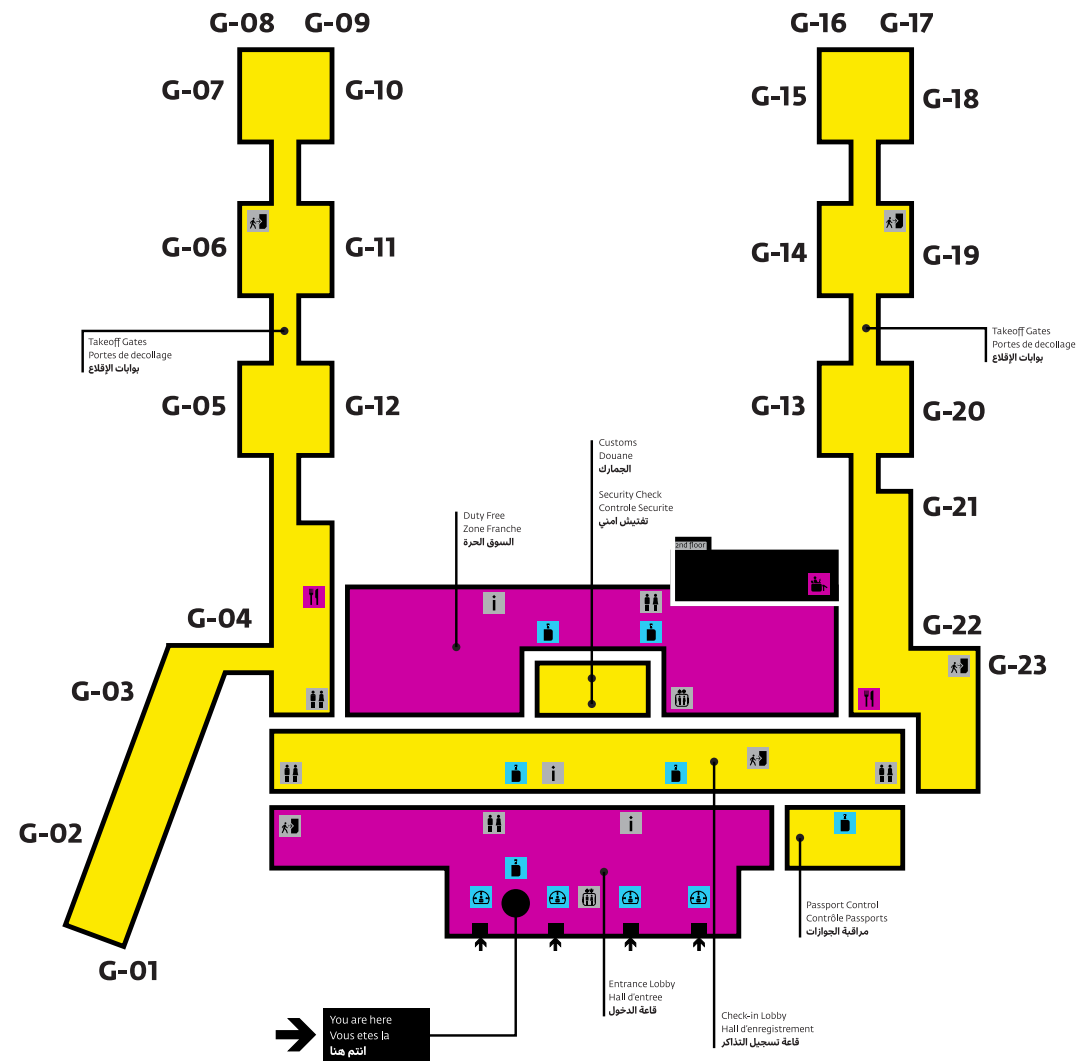 G-08 G-09
G-16 G-17
G-07
G-10
G-15
G-18
G-06
G-11
G-14
G-19
Takeoff Gates
Portes de decollage
بوابات الإقلاع
Takeoff Gates
Portes de decollage
بوابات الإقلاع
G-05
G-12
G-13
G-20
Customs
Douane
الجمارك
Security Check
Controle Securite
تفتيش امني
G-21
Duty Free
Zone Franche
السوق الحرة
2nd floor
G-04
G-22
G-03
G-23
G-02
Passport Control
Contrôle Passports
مراقبة الجوازات
G-01
Entrance Lobby
Hall d'entree
قاعة الدخول
You are here
Vous etes la
انتم هنا
Check-in Lobby
Hall d'enregistrement
قاعة تسجيل التذاكر